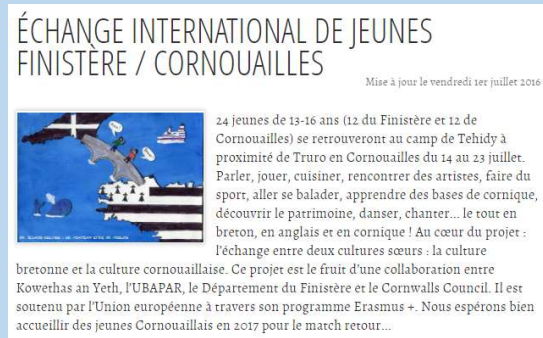 ÉCHANGE INTERNATIONAL DE JEUNES
FINISTÈRE / CORNOUAILLES
Mise à jour le vendredi 1er juillet 2016
24 jeunes de 13-16 ans (12 du Finistère et 12 de
Cornouailles) se retrouveront au camp de Tehidy à
proximité de Truro en Cornouailles du 14 au 23 juillet.
Parler, jouer, cuisiner, rencontrer des artistes, faire du
sport, aller se balader, apprendre des bases de cornique,
découvrir le patrimoine, danser, chanter... le tout en
breton, en anglais et en cornique ! Au cœur du projet :
l'échange entre deux cultures sœurs : la culture
bretonne et la culture cornouaillaise. Ce projet est le fruit d'une collaboration entre
Kowethas an Yeth, l'UBAPAR, le Département du Finistère et le Cornwalls Council. Il est
soutenu par l'Union européenne à travers son programme Erasmus +. Nous espérons bien
accueillir des jeunes Cornouaillais en 2017 pour le match retour...